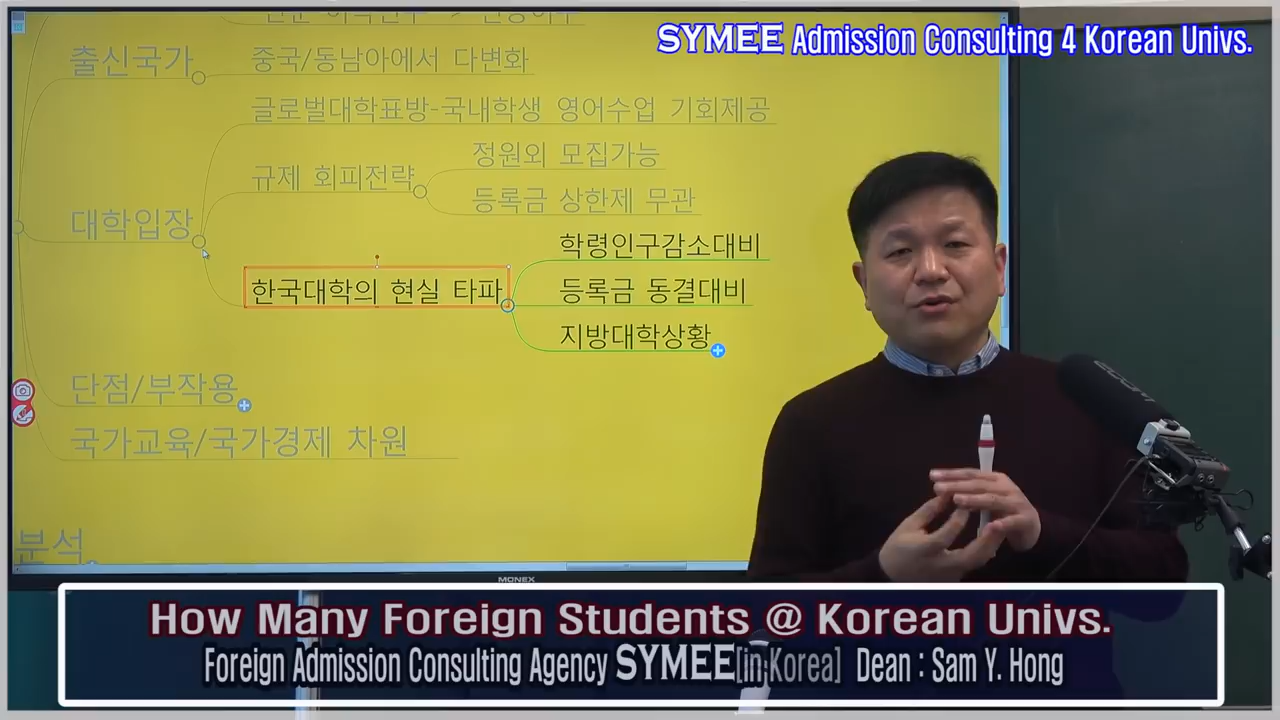 SYMEE Admission Consulting 4 Korean Univs.
출신국가
중국/동남아에서 다변화
글로벌대학표방-국내학생 영어수업 기회제공
대학입장
규제 회피전략
정원외 모집가능
등록금 상한제 무관
한국대학의 현실 타파
학령인구감소대비
등록금 동결대비
지방대학상황
단점/부작용
국가교육/국가경제 차원
분석
MONEX
How Many Foreign Students @ Korean Univs.
Foreign Admission Consulting Agency SYMEE[in Korea] Dean : Sam Y. Hong